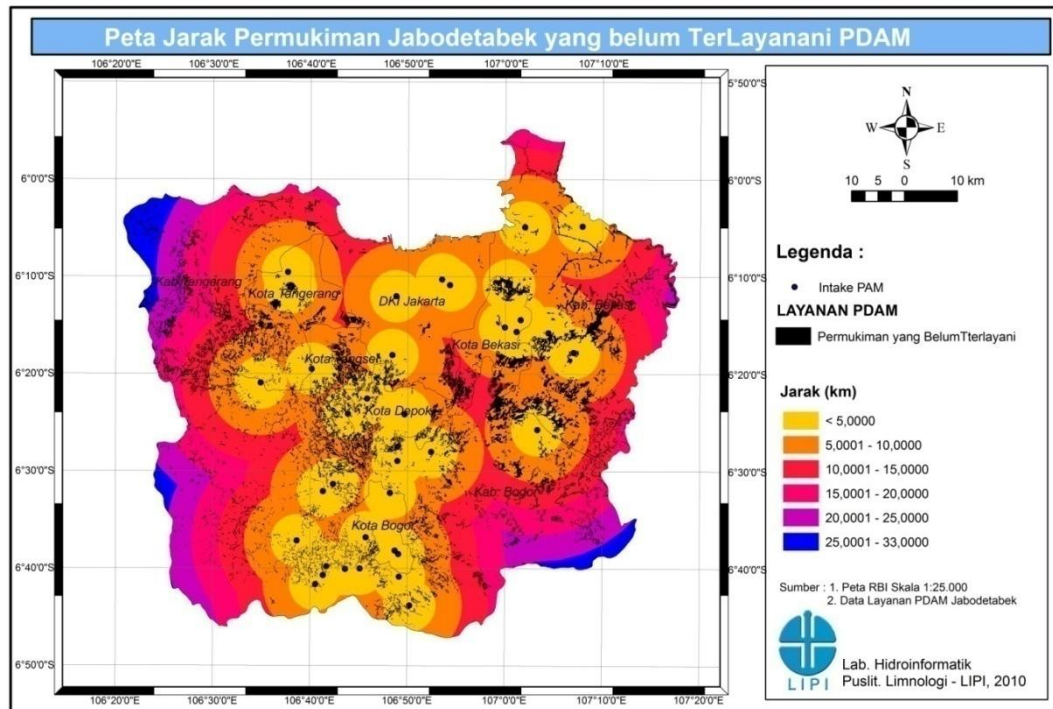 Peta Jarak Permukiman Jabodetabek yang belum TerLayanani PDAM
106°20'0"E 106°30'0"E 106°40'0"E 106°50'0"E 107°0'0"E 107°10'0"E
5°50'0"S
6°0'0"S 6°0'0"S
6°10'0"S 6°10'0"S
6°20'0"S 6°20'0"S
6°30'0"S 6°30'0"S
6°40'0"S 6°40'0"S
6°50'0"S
106°20'0"E 106°30'0"E 106°40'0"E 106°50'0"E 107°0'0"E 107°10'0"E 107°20'0"E
Kab. Tangerang
Kota Tangerang
DKI Jakarta
Kab. Bekasi
Kota Bekasi
Kota Tangsel
Kota Depok
Kab. Bogor
Kota Bogor
N
W E
S
10 5 0 10 km
Legenda :
Intake PAM
LAYANAN PDAM
Permukiman yang BelumTterlayani
Jarak (km)
< 5,0000
5,0001 - 10,0000
10,0001 - 15,0000
15,0001 - 20,0000
20,0001 - 25,0000
25,0001 - 33,0000
Sumber : 1. Peta RBI Skala 1:25.000
2. Data Layanan PDAM Jabodetabek
LIPI
Lab. Hidroinformatik
Puslit. Limnologi - LIPI, 2010